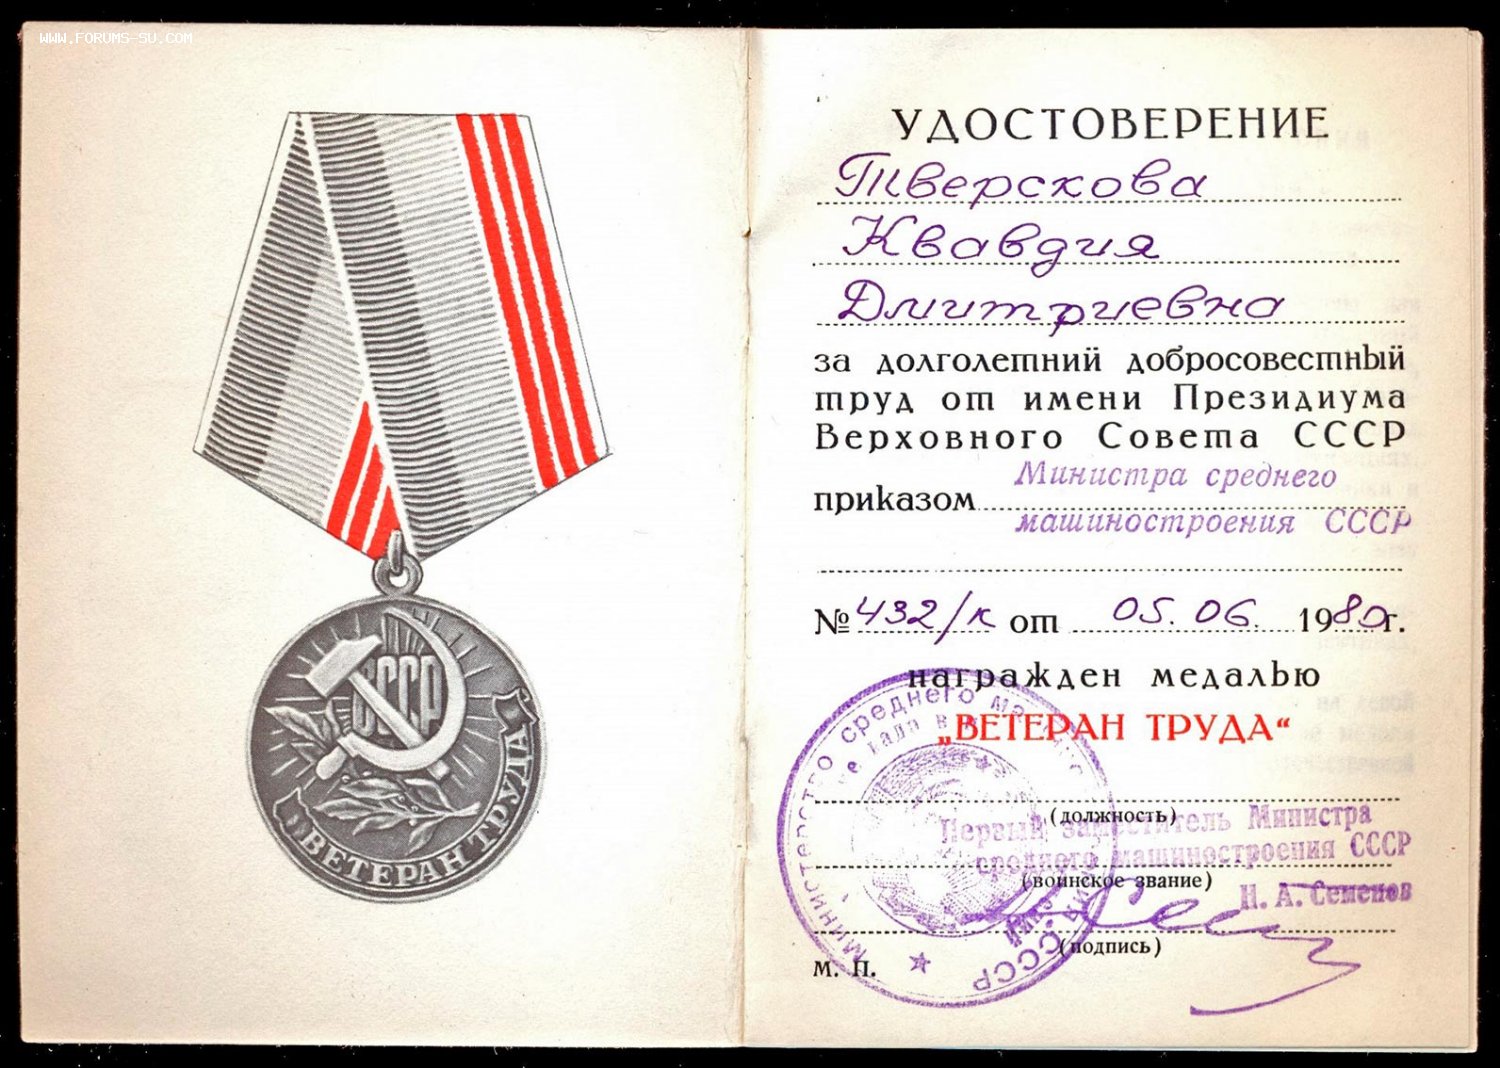 WWW.FORUMS-SU.COM
СССР
ВЕТЕРАН ТРУДА
УДОСТОВЕРЕНИЕ
Тверскова
Квавдия
Дмитриевна
за долголетний добросовестный
труд от имени Президиума
Верховного Совета СССР
приказом Министра среднего
машиностроения СССР
№ 432/к от 05.06. 1980г.
награжден медалью
„ВЕТЕРАН ТРУДА“
(должность)
Первый заместитель Министра
среднего машиностроения СССР
(воинское звание)
Н. А. Семенов
(подпись)
М. П.
Министерство среднего СССР